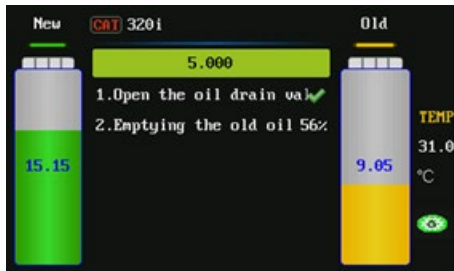 New CAT 320i Old
5.000
1.Open the oil drain val
2.Emptying the old oil 56%
TEMP
31.0
15.15 9.05
°C